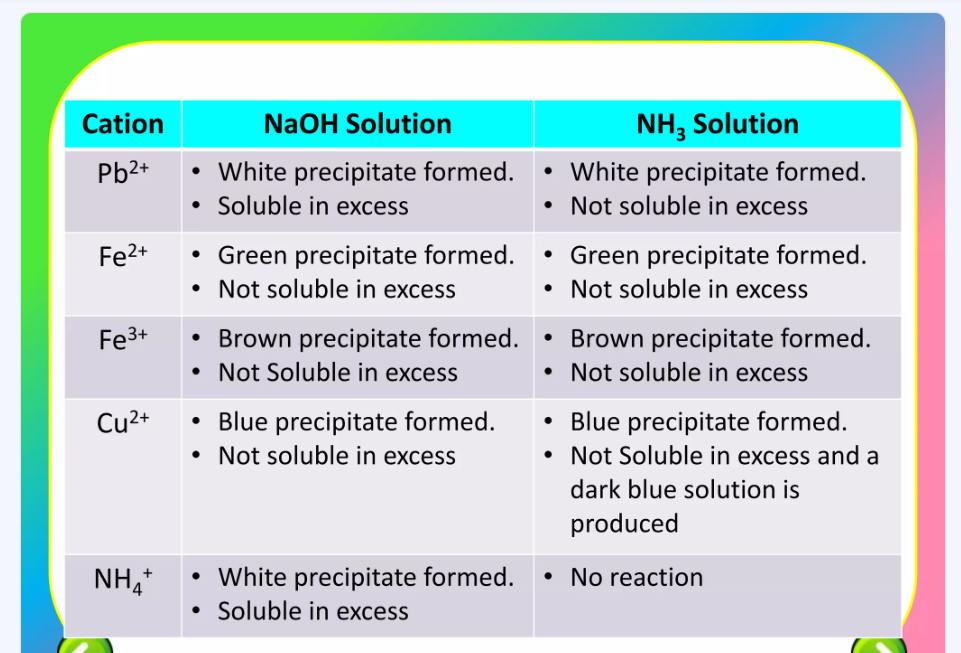 Cation NaOH Solution NH₃ Solution
Pb²⁺ • White precipitate formed. • White precipitate formed.
• Soluble in excess • Not soluble in excess
Fe²⁺ • Green precipitate formed. • Green precipitate formed.
• Not soluble in excess • Not soluble in excess
Fe³⁺ • Brown precipitate formed. • Brown precipitate formed.
• Not Soluble in excess • Not soluble in excess
Cu²⁺ • Blue precipitate formed. • Blue precipitate formed.
• Not soluble in excess • Not Soluble in excess and a
dark blue solution is
produced
NH₄⁺ • White precipitate formed. • No reaction
• Soluble in excess